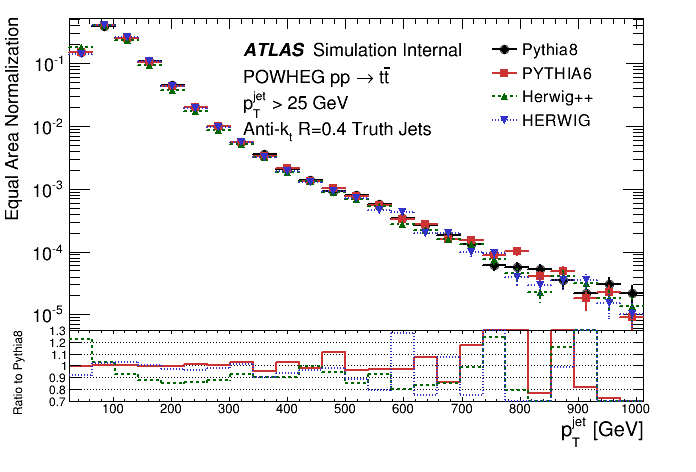 ATLAS Simulation Internal
POWHEG pp → tt̄
p_T^jet > 25 GeV
Anti-k_t R=0.4 Truth Jets
Pythia8
PYTHIA6
Herwig++
HERWIG
Equal Area Normalization
10⁻¹
10⁻²
10⁻³
10⁻⁴
10⁻⁵
Ratio to Pythia8
1.3
1.2
1.1
1
0.9
0.8
0.7
100 200 300 400 500 600 700 800 900 1000
p_T^jet [GeV]